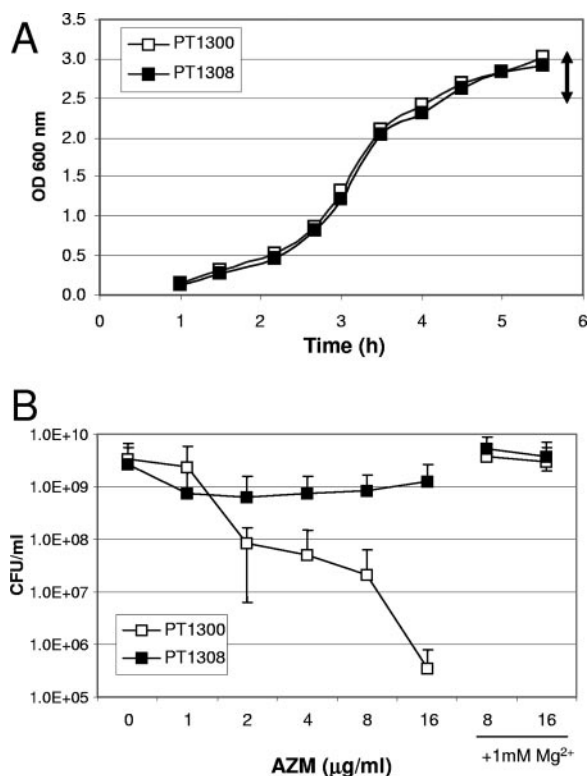 A
PT1300
PT1308
OD 600 nm
3.5
3.0
2.5
2.0
1.5
1.0
0.5
0.0
0 1 2 3 4 5 6
Time (h)
B
CFU/ml
1.0E+10
1.0E+09
1.0E+08
1.0E+07
1.0E+06
1.0E+05
PT1300
PT1308
0 1 2 4 8 16 8 16
+1mM Mg²⁺
AZM (μg/ml)